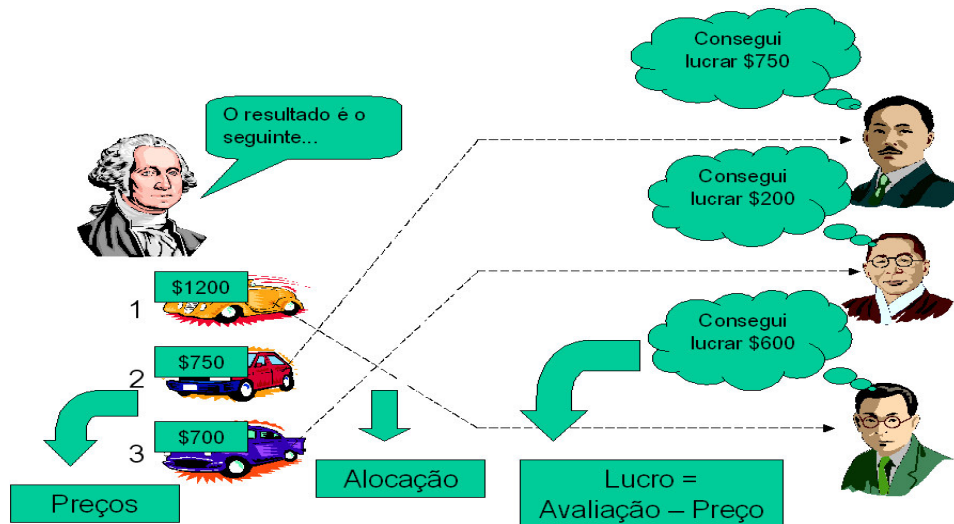 Consegui
lucrar $750
O resultado é o
seguinte...
Consegui
lucrar $200
1
$1200
Consegui
lucrar $600
2
$750
3
$700
Preços
Alocação
Lucro =
Avaliação – Preço